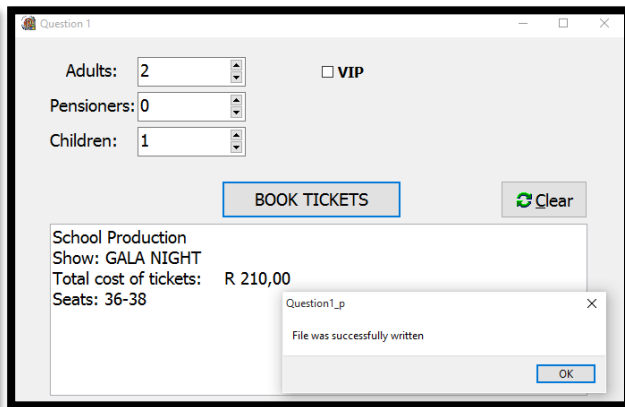 Question 1
Adults: 2
VIP
Pensioners: 0
Children: 1
BOOK TICKETS
Clear
School Production
Show: GALA NIGHT
Total cost of tickets: R 210,00
Seats: 36-38
Question1_p
File was successfully written
OK